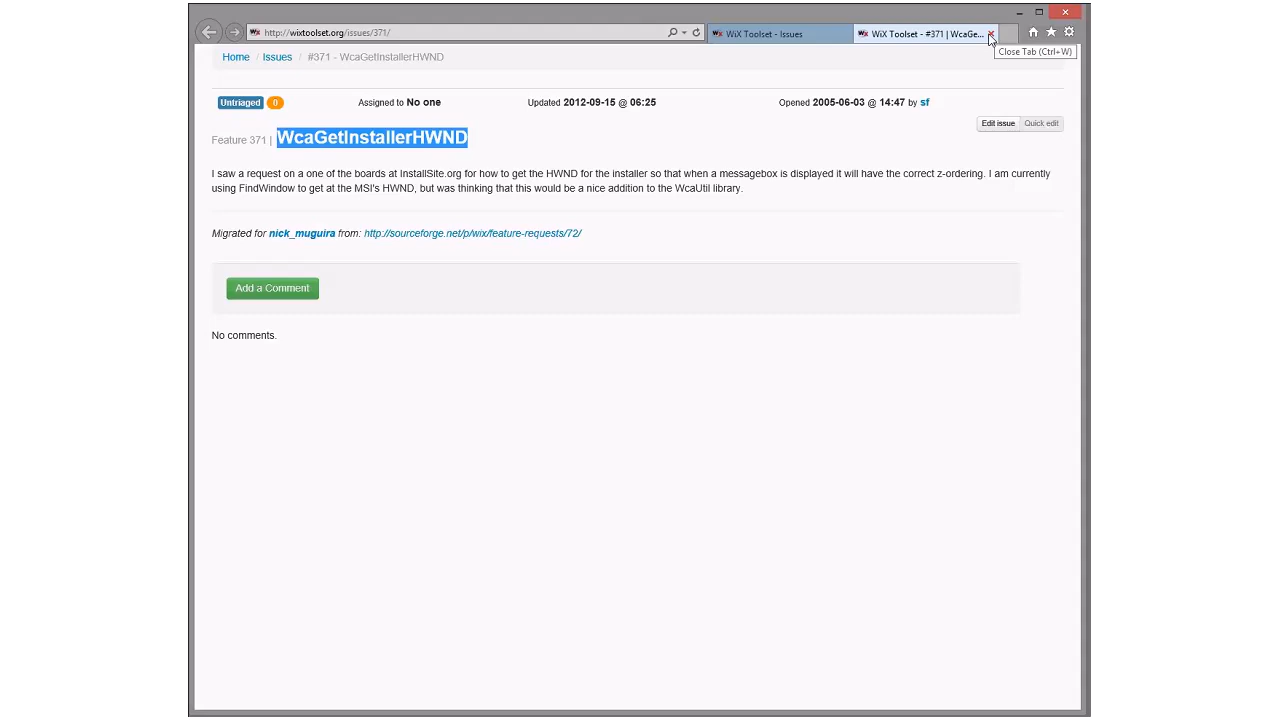 http://wixtoolset.org/issues/371/
WiX Toolset - Issues
WiX Toolset - #371 | WcaGe...
Close Tab (Ctrl+W)
Home / Issues / #371 - WcaGetInstallerHWND
Untriaged 0 Assigned to No one Updated 2012-09-15 @ 06:25 Opened 2005-06-03 @ 14:47 by sf
Edit issue Quick edit
Feature 371 | WcaGetInstallerHWND
I saw a request on a one of the boards at InstallSite.org for how to get the HWND for the installer so that when a messagebox is displayed it will have the correct z-ordering. I am currently
using FindWindow to get at the MSI's HWND, but was thinking that this would be a nice addition to the WcaUtil library.
Migrated for nick_muguira from: http://sourceforge.net/p/wix/feature-requests/72/
Add a Comment
No comments.